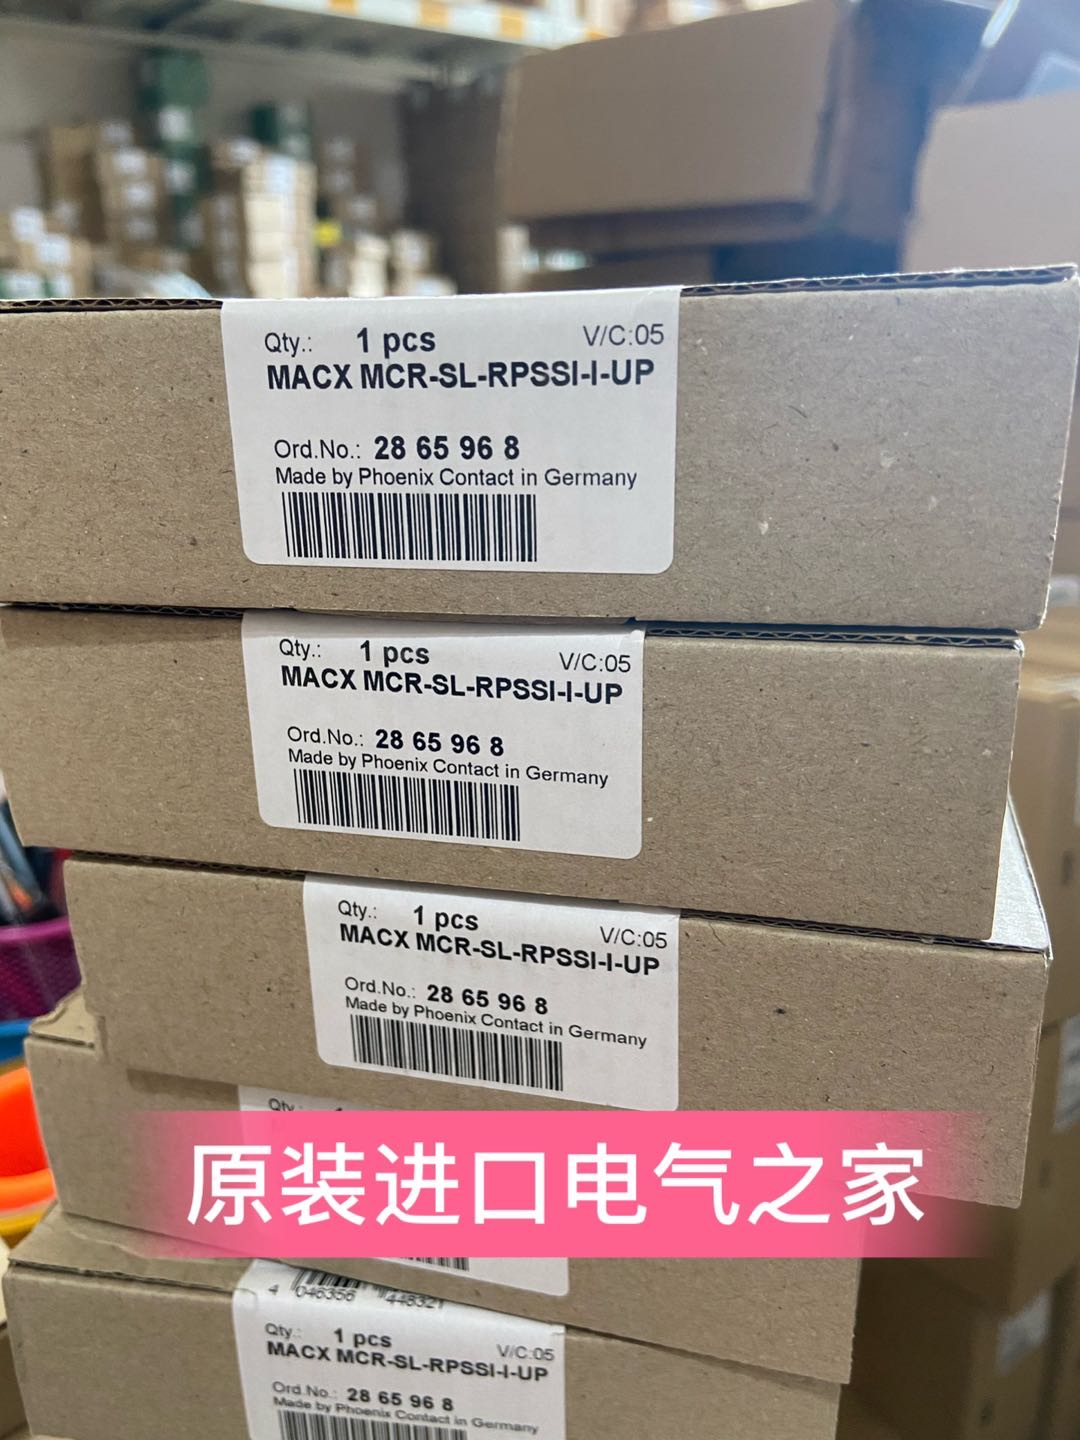 Qty.: 1 pcs V/C:05
MACX MCR-SL-RPSSI-I-UP
Ord.No.: 28 65 96 8
Made by Phoenix Contact in Germany
Qty.: 1 pcs V/C:05
MACX MCR-SL-RPSSI-I-UP
Ord.No.: 28 65 96 8
Made by Phoenix Contact in Germany
Qty.: 1 pcs V/C:05
MACX MCR-SL-RPSSI-I-UP
Ord.No.: 28 65 96 8
Made by Phoenix Contact in Germany
Qty.:
原装进口电气之家
4 046356 448321
Qty.: 1 pcs V/C:05
MACX MCR-SL-RPSSI-I-UP
Ord.No.: 28 65 96 8
Made by Phoenix Contact in Germany